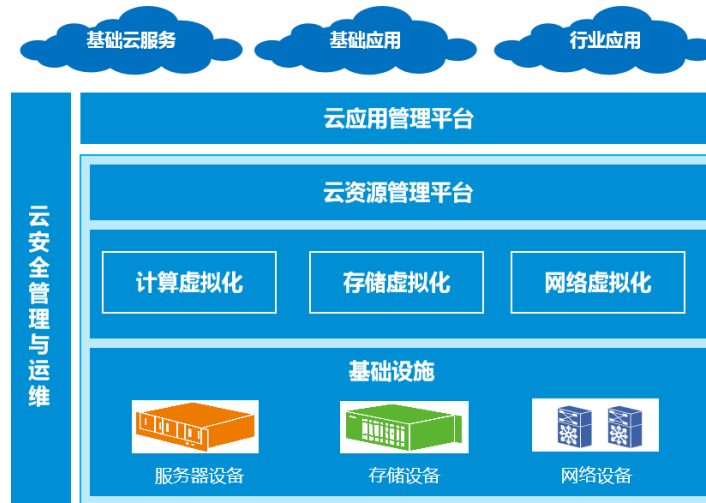 基础云服务
基础应用
行业应用
云应用管理平台
云安全管理与运维
云资源管理平台
计算虚拟化
存储虚拟化
网络虚拟化
基础设施
服务器设备
存储设备
网络设备